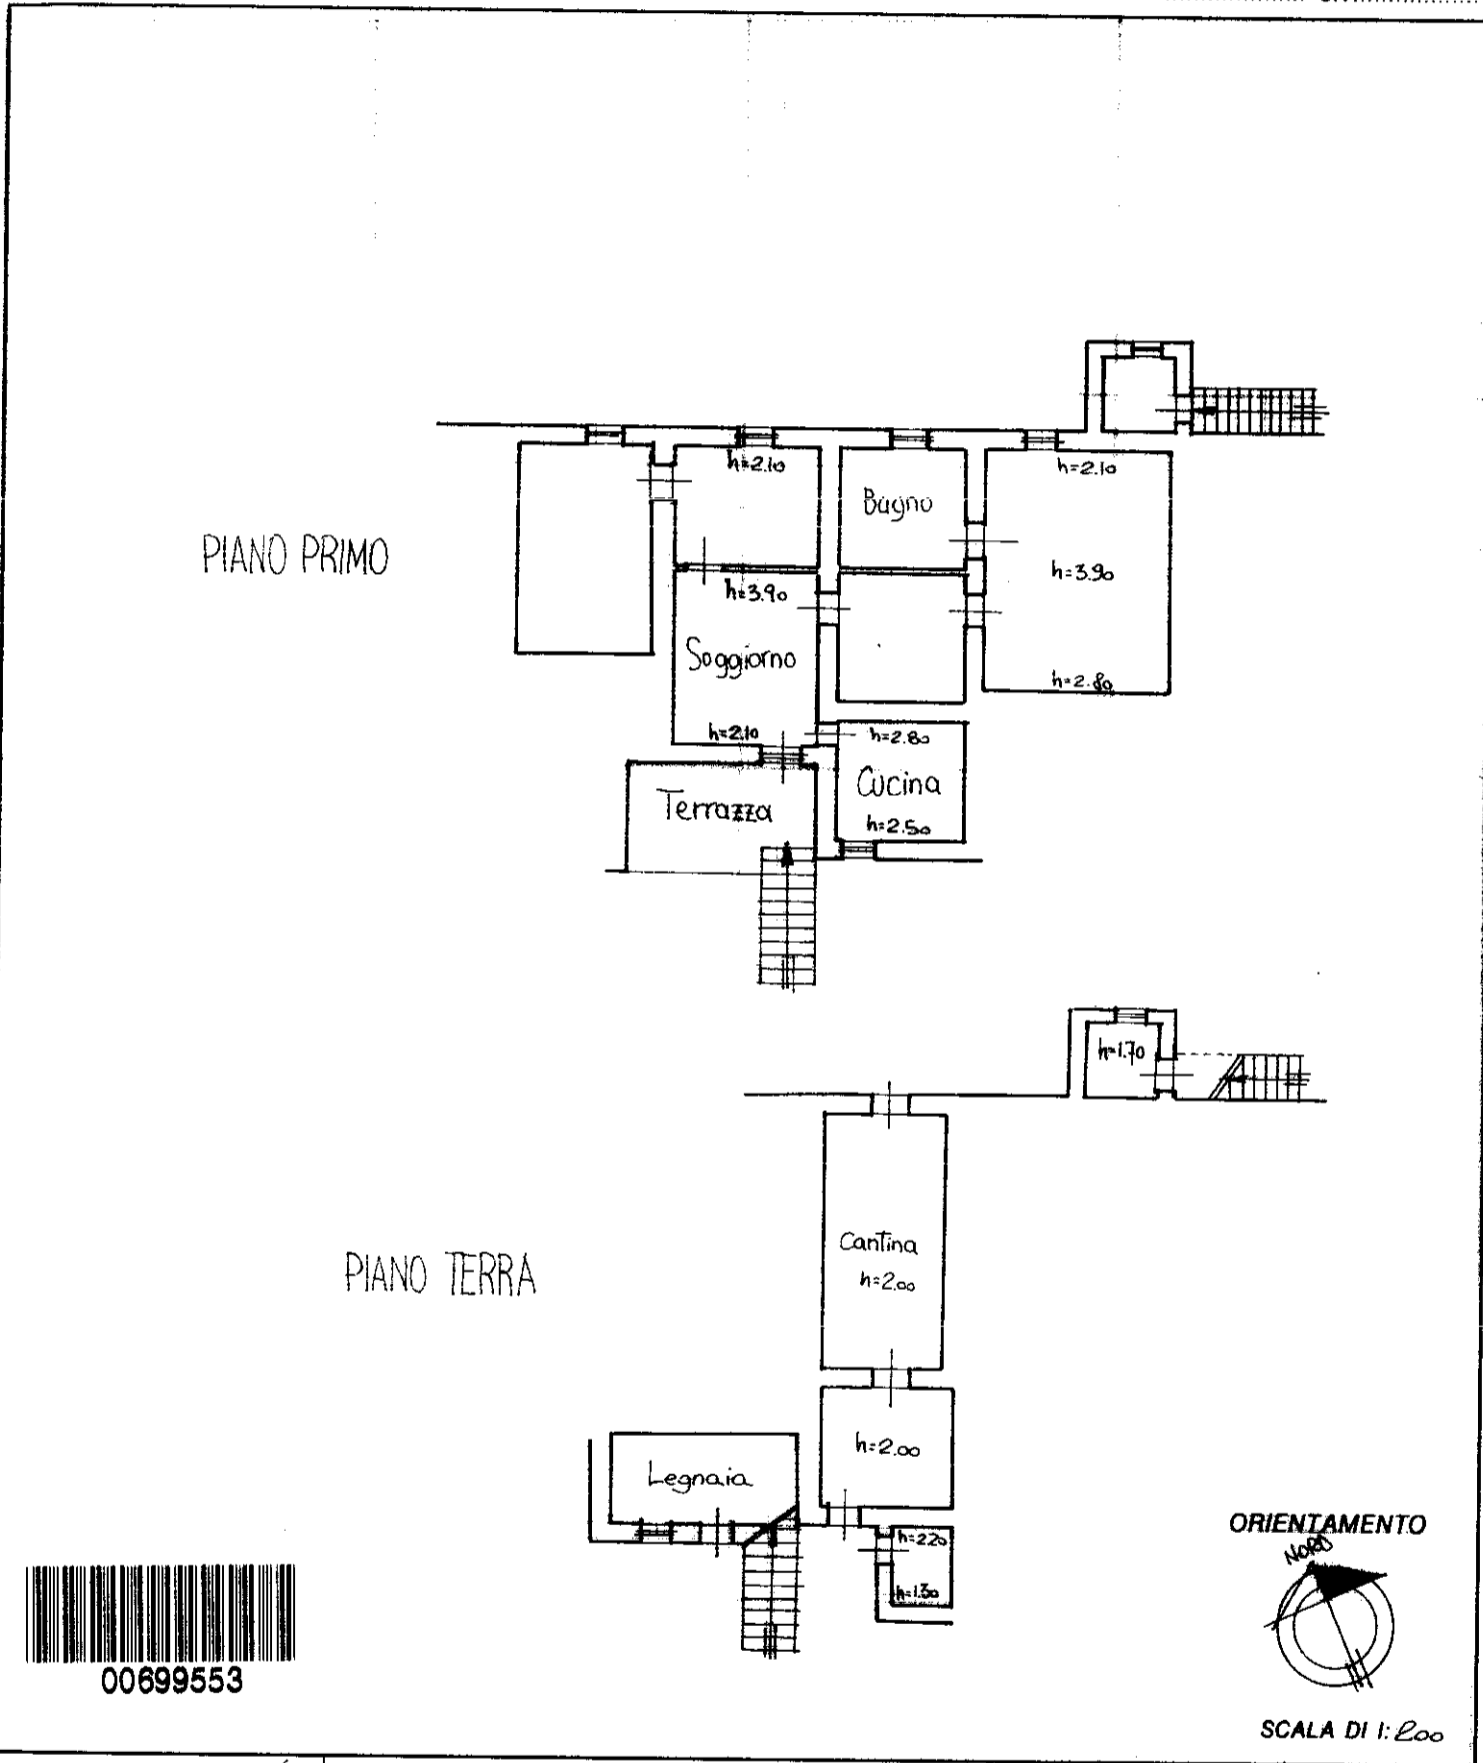 h=2.10
h=2.10
Bagno
PIANO PRIMO
h=3.90
h=3.90
Soggiorno
h=2.80
h=2.10
h=2.80
Cucina
Terrazza
h=2.50
h=1.70
Cantina
h=2.00
PIANO TERRA
h=2.00
Legnaia
h=2.20
h=1.30
ORIENTAMENTO
NORD
00699553
SCALA DI 1:200